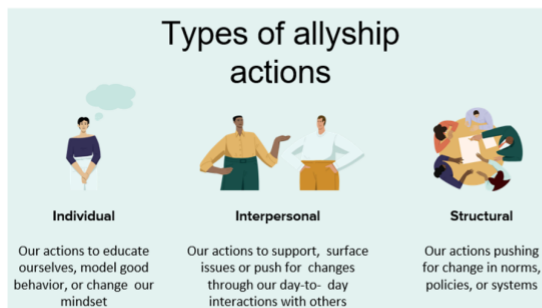 Types of allyship
actions
Individual
Our actions to educate
ourselves, model good
behavior, or change our
mindset
Interpersonal
Our actions to support, surface
issues or push for changes
through our day-to- day
interactions with others
Structural
Our actions pushing
for change in norms,
policies, or systems